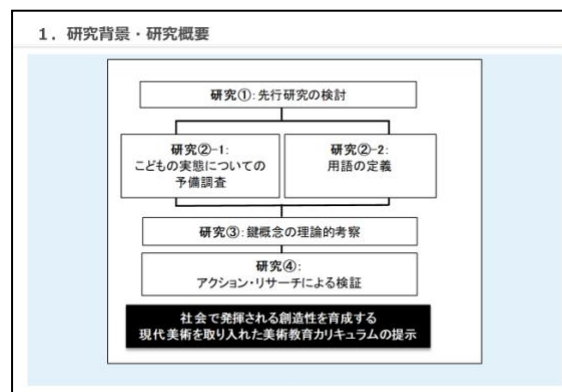 1．研究背景・研究概要
研究①：先行研究の検討
研究②-1：
こどもの実態についての
予備調査
研究②-2：
用語の定義
研究③：鍵概念の理論的考察
研究④：
アクション・リサーチによる検証
社会で発揮される創造性を育成する
現代美術を取り入れた美術教育カリキュラムの提示